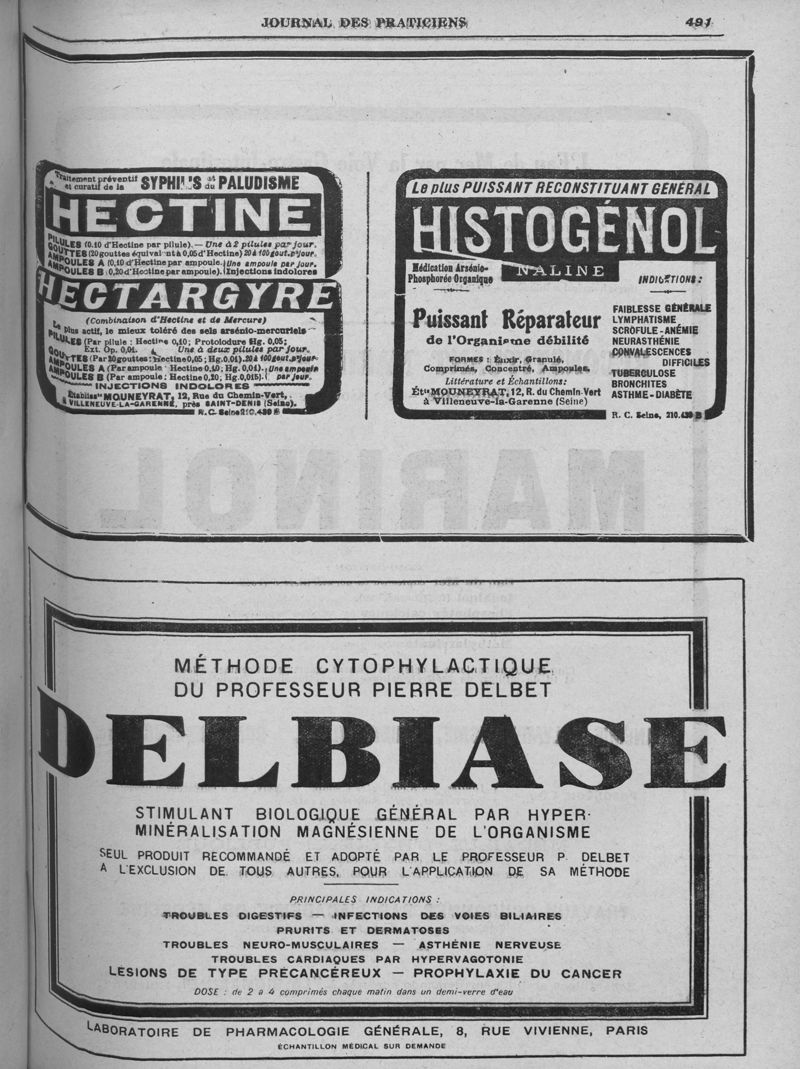 JOURNAL DES PRATICIENS
491
Traitement préventif et curatif de la SYPHILIS et du PALUDISME
HECTINE
PILULES (0.10 d'Hectine par pilule). — Une à 2 pilules par jour.
GOUTTES (20 gouttes équivalent à 0,05 d'Hectine) 20 à 100 gout. p' jour.
AMPOULES A (0,10 d'Hectine par ampoule). Une ampoule par jour.
AMPOULES B (0,20 d'Hectine par ampoule). Injections indolores
HECTARGYRE
(Combinaison d'Hectine et de Mercure)
Le plus actif, le mieux toléré des sels arsénio-mercuriels
PILULES (Par pilule : Hectine 0,10; Protoiodure Hg. 0,05;
Ext. Op. 0,01. Une à deux pilules par jour.
GOUTTES (Par 20 gouttes : Hectine 0,05; Hg. 0,01). 20 à 100 gout. p' jour
AMPOULES A (Par ampoule : Hectine 0,10; Hg. 0,01). Une ampoule
AMPOULES B (Par ampoule : Hectine 0,20; Hg. 0,015). par jour.
INJECTIONS INDOLORES
Établiss ts MOUNEYRAT, 12, Rue du Chemin-Vert,
à VILLENEUVE-LA-GARENNE, près SAINT-DENIS (Seine).
R. C. Seine 210.439 B
Le plus PUISSANT RECONSTITUANT GÉNÉRAL
HISTOGÉNOL
NALINE
Médication Arsénio-
Phosphorée Organique
Puissant Réparateur
de l'Organisme débilité
FORMES : Élixir, Granulé,
Comprimés, Concentré, Ampoules.
Littérature et Échantillons:
Ét ts MOUNEYRAT, 12, R. du Chemin-Vert
à Villeneuve-la-Garenne (Seine)
INDICATIONS :
FAIBLESSE GÉNÉRALE
LYMPHATISME
SCROFULE - ANÉMIE
NEURASTHÉNIE
CONVALESCENCES
DIFFICILES
TUBERCULOSE
BRONCHITES
ASTHME - DIABÈTE
R. C. Seine, 210.439 B
MÉTHODE CYTOPHYLACTIQUE
DU PROFESSEUR PIERRE DELBET
DELBIASE
STIMULANT BIOLOGIQUE GÉNÉRAL PAR HYPER-
MINÉRALISATION MAGNÉSIENNE DE L'ORGANISME
SEUL PRODUIT RECOMMANDÉ ET ADOPTÉ PAR LE PROFESSEUR P. DELBET
A L'EXCLUSION DE TOUS AUTRES, POUR L'APPLICATION DE SA MÉTHODE
PRINCIPALES INDICATIONS :
TROUBLES DIGESTIFS — INFECTIONS DES VOIES BILIAIRES
PRURITS ET DERMATOSES
TROUBLES NEURO-MUSCULAIRES — ASTHÉNIE NERVEUSE
TROUBLES CARDIAQUES PAR HYPERVAGOTONIE
LÉSIONS DE TYPE PRÉCANCÉREUX — PROPHYLAXIE DU CANCER
DOSE : de 2 a 4 comprimés chaque matin dans un demi-verre d'eau
LABORATOIRE DE PHARMACOLOGIE GÉNÉRALE, 8, RUE VIVIENNE, PARIS
ÉCHANTILLON MÉDICAL SUR DEMANDE